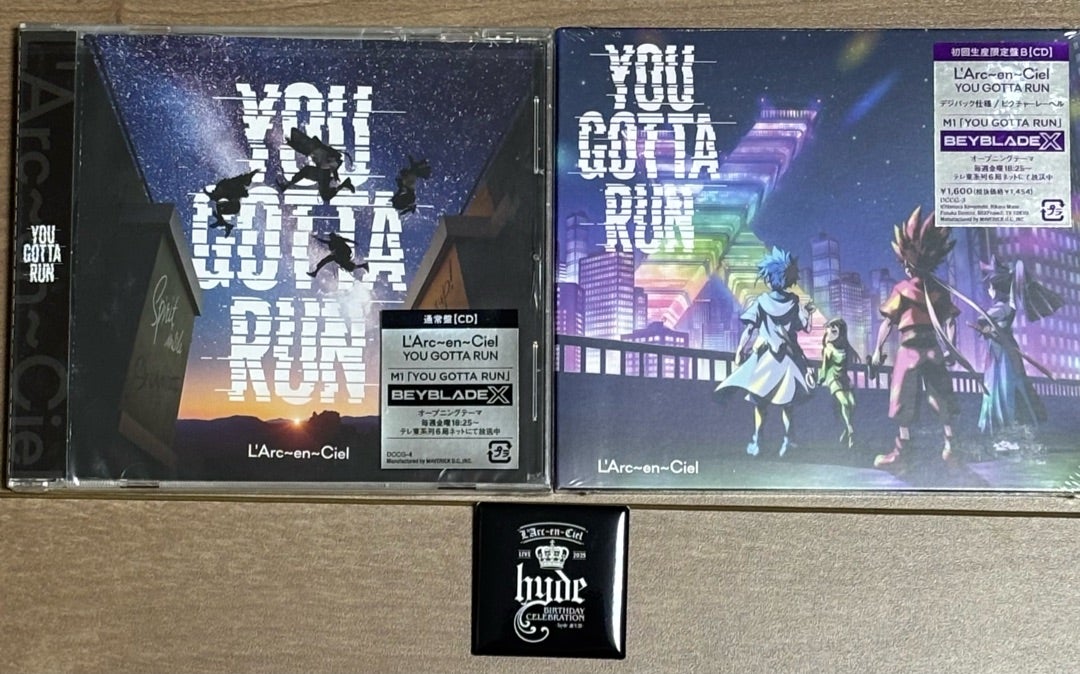 L'Arc~en~Ciel
YOU
GOTTA
RUN
YOU
GOTTA
RUN
Spirit
L'Arc~en~Ciel
通常盤[CD]
L'Arc~en~Ciel
YOU GOTTA RUN
M1「YOU GOTTA RUN」
BEYBLADE X
オープニングテーマ
毎週金曜18:25~
テレ東系列6局ネットにて放送中
DCCG-4
Manufactured by MAVERICK D.C., INC.
YOU
GOTTA
RUN
L'Arc~en~Ciel
初回生産限定盤B[CD]
L'Arc~en~Ciel
YOU GOTTA RUN
デジパック仕様/ピクチャーレーベル
M1「YOU GOTTA RUN」
BEYBLADE X
オープニングテーマ
毎週金曜18:25~
テレ東系列6局ネットにて放送中
¥1,600(税抜価格¥1,454)
DCCG-3
Manufactured by MAVERICK D.C., INC.
L'Arc~en~Ciel
LIVE 2025
hyde
BIRTHDAY
CELEBRATION